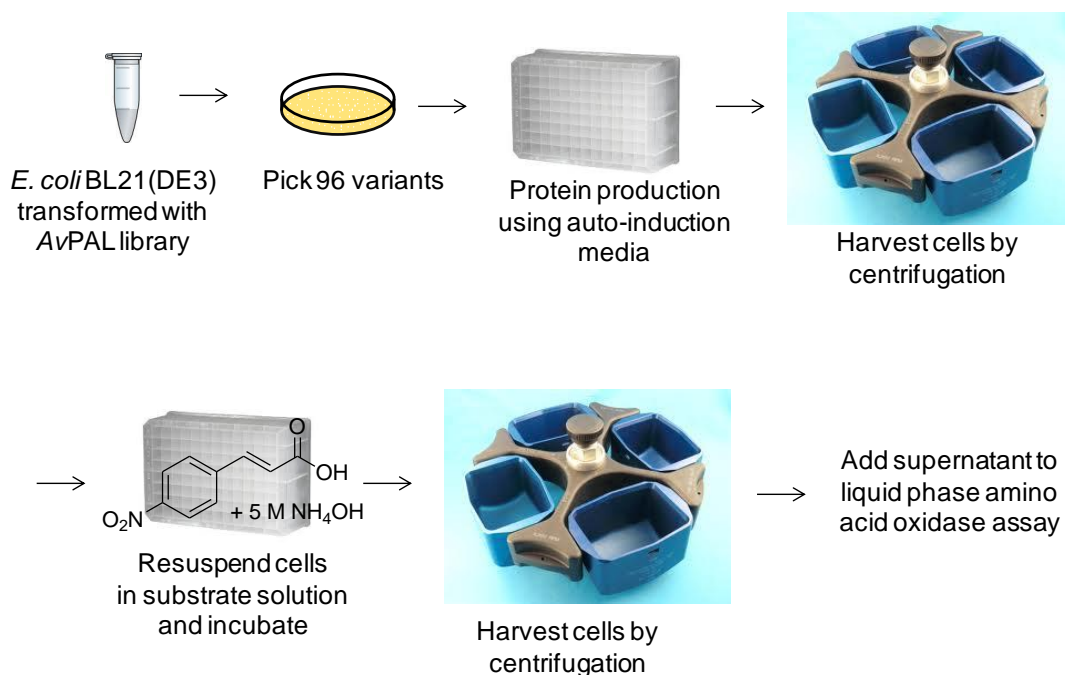 E. coli BL21(DE3)
transformed with
AvPAL library
Pick 96 variants
Protein production
using auto-induction
media
Harvest cells by
centrifugation
O
OH
O₂N
+ 5 M NH₄OH
Resuspend cells
in substrate solution
and incubate
Harvest cells by
centrifugation
Add supernatant to
liquid phase amino
acid oxidase assay